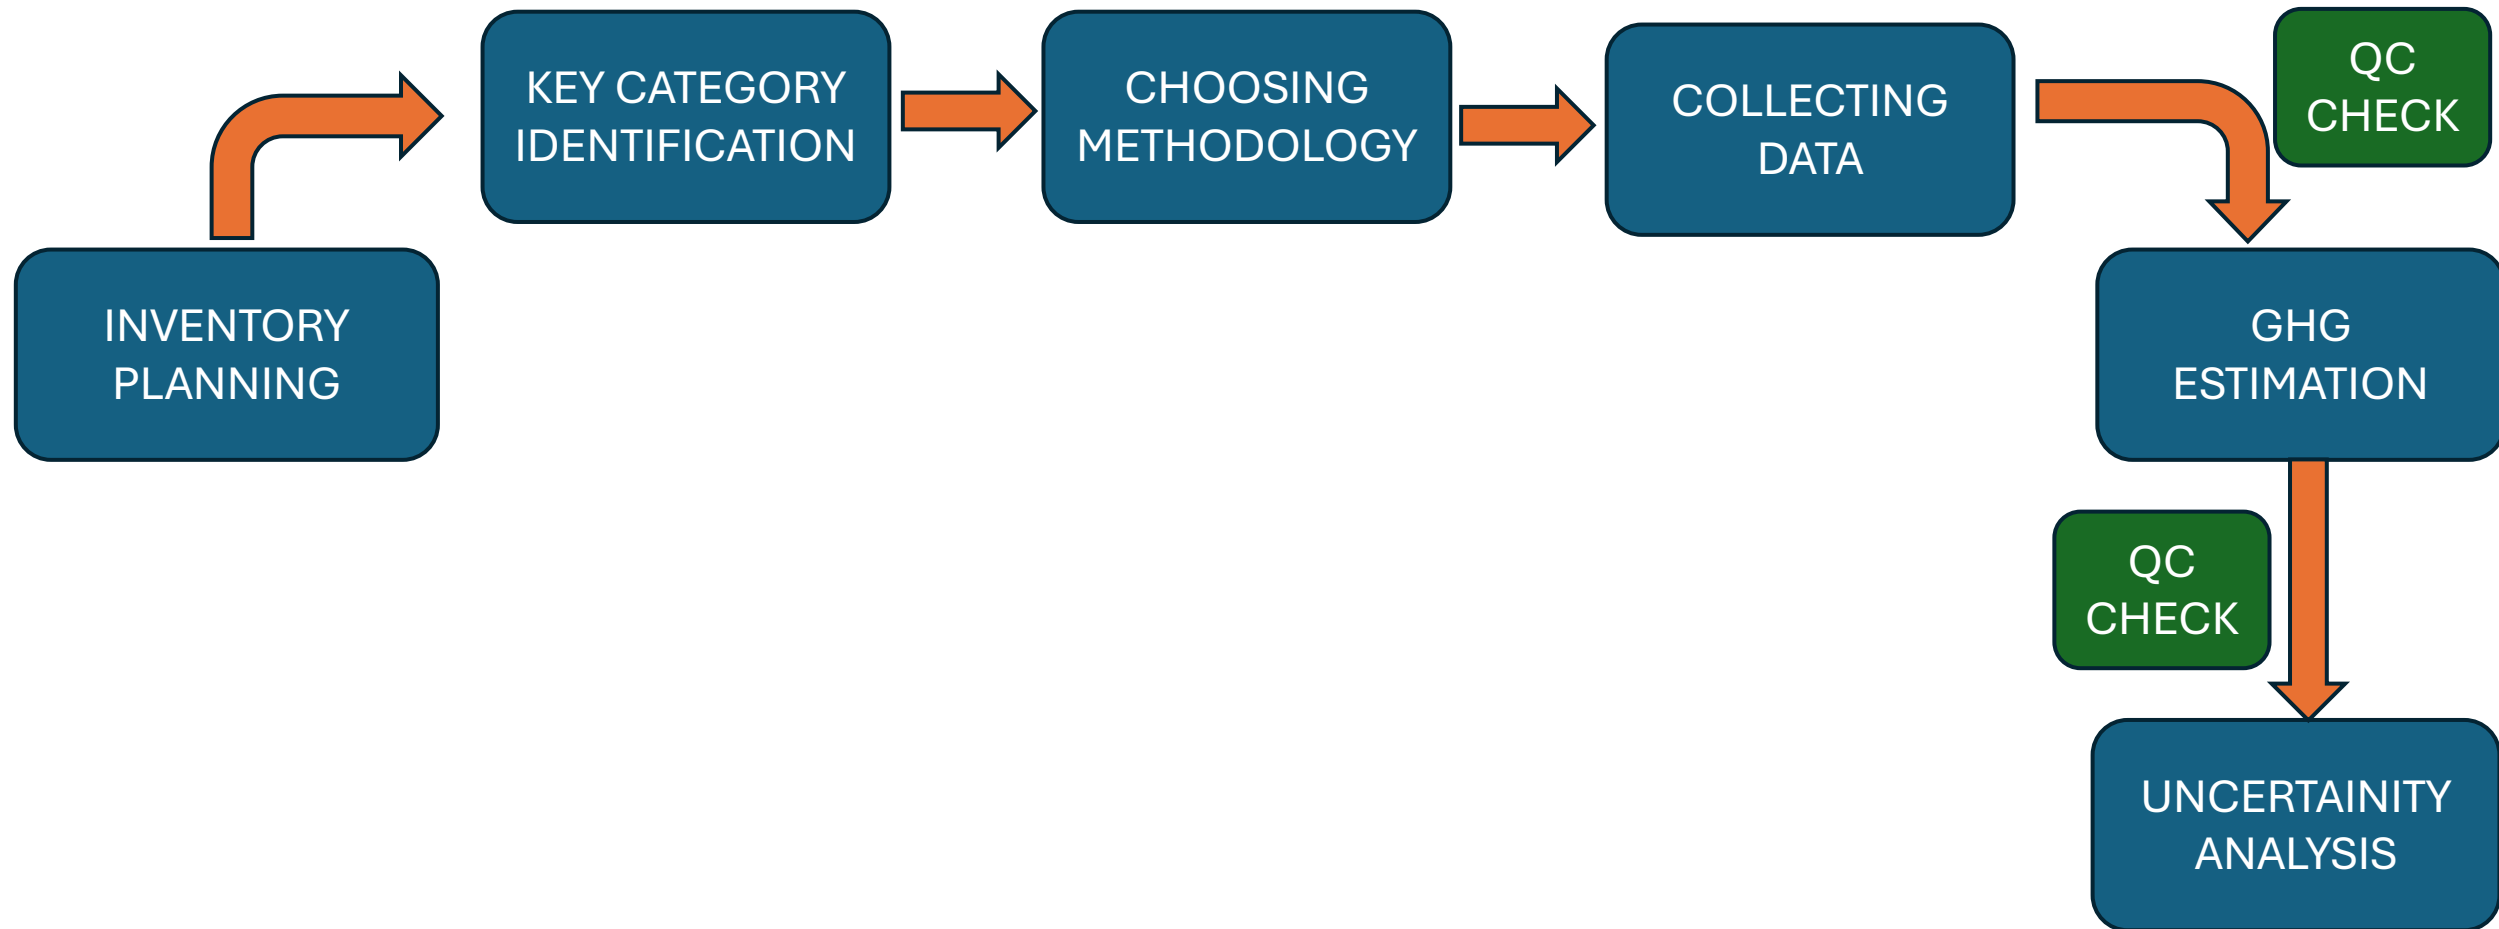 INVENTORY
PLANNING
KEY CATEGORY
IDENTIFICATION
CHOOSING
METHODOLOGY
COLLECTING
DATA
QC
CHECK
GHG
ESTIMATION
QC
CHECK
UNCERTAINITY
ANALYSIS